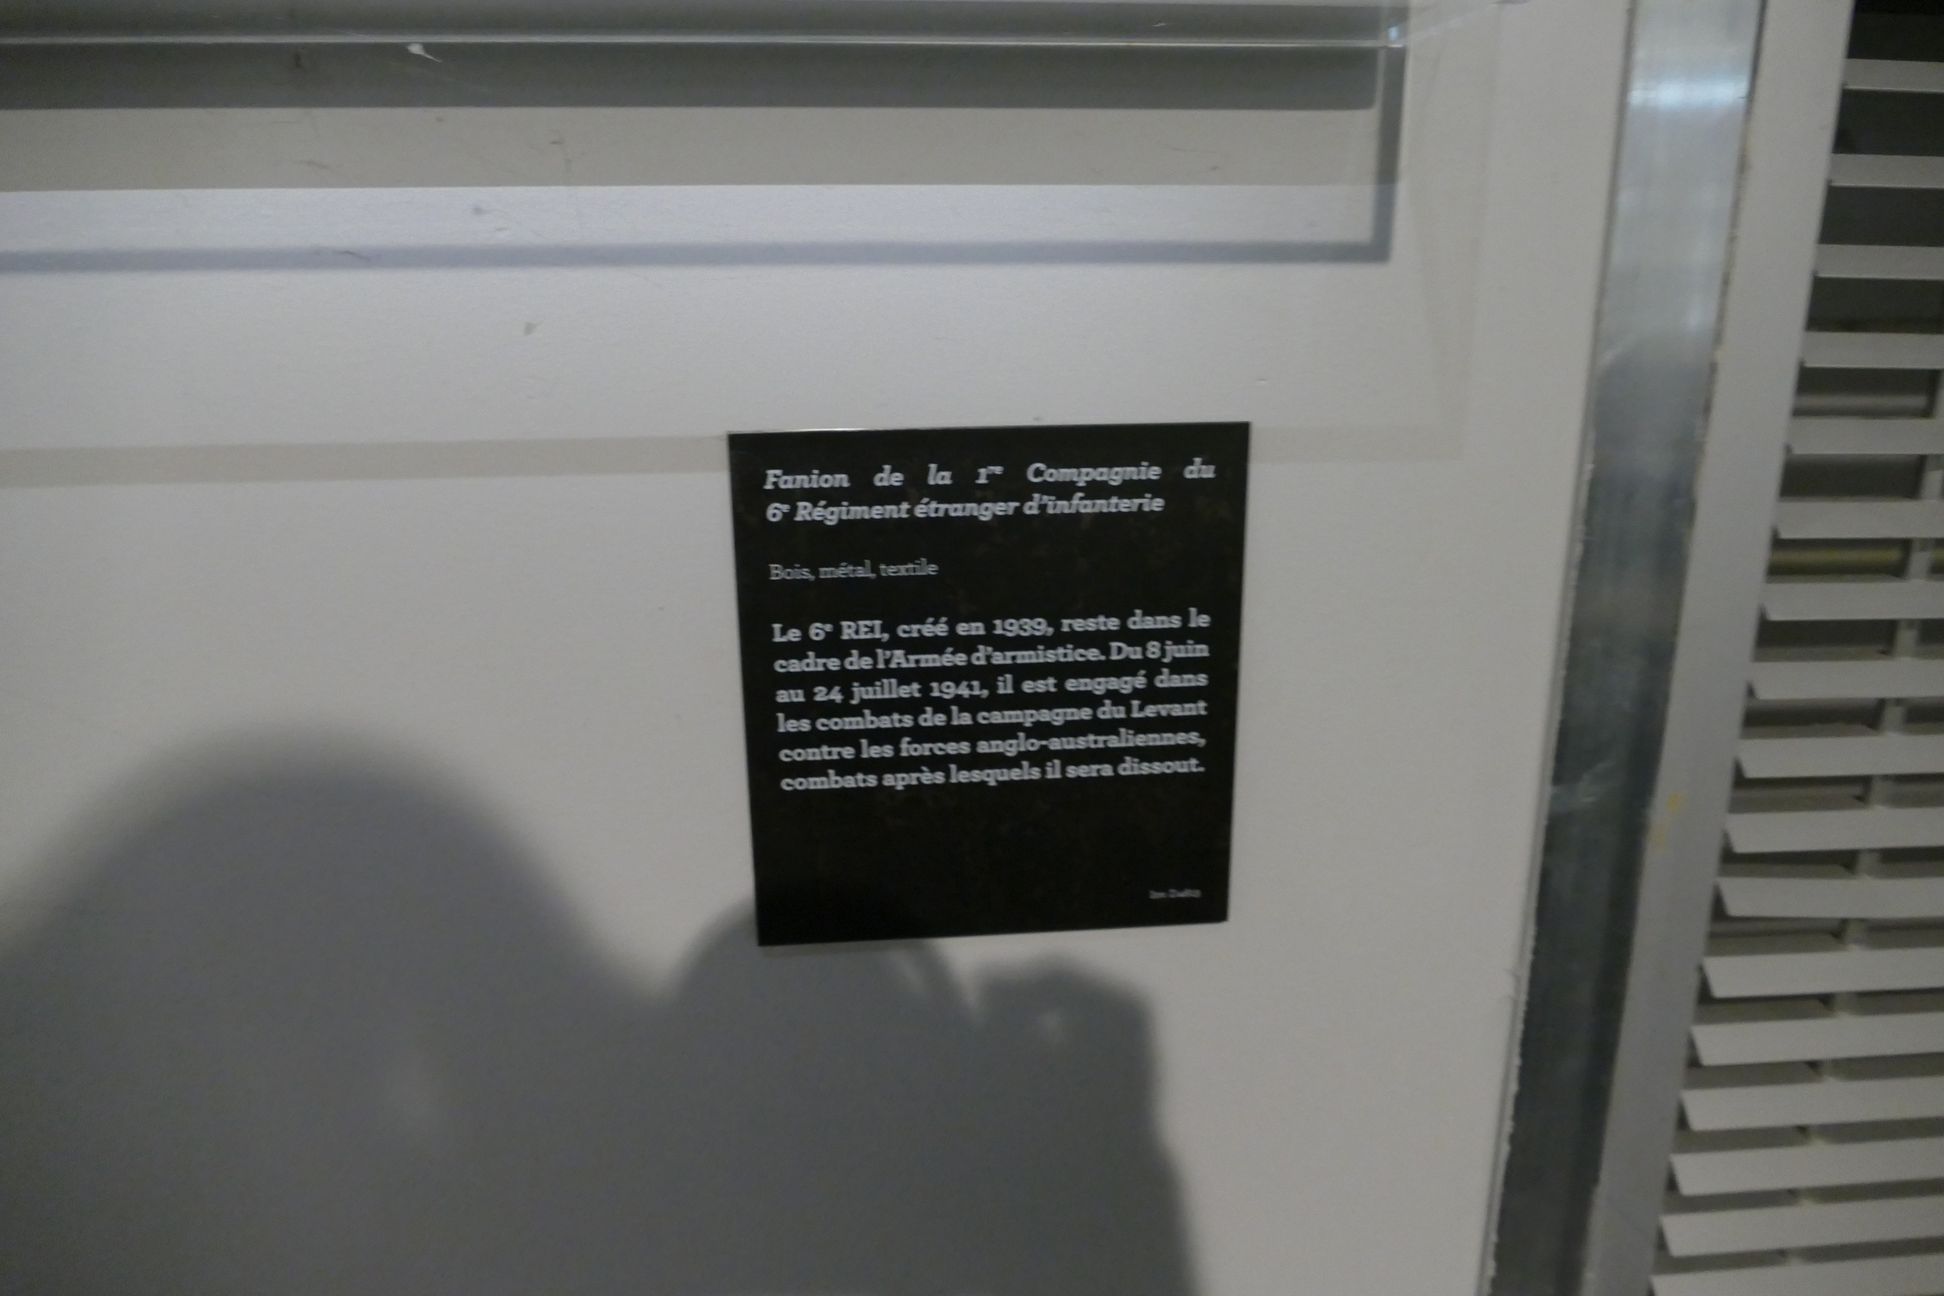 Fanion de la 1re Compagnie du
6e Régiment étranger d'infanterie
Bois, métal, textile
Le 6e REI, créé en 1939, reste dans le
cadre de l'Armée d'armistice. Du 8 juin
au 24 juillet 1941, il est engagé dans
les combats de la campagne du Levant
contre les forces anglo-australiennes,
combats après lesquels il sera dissout.